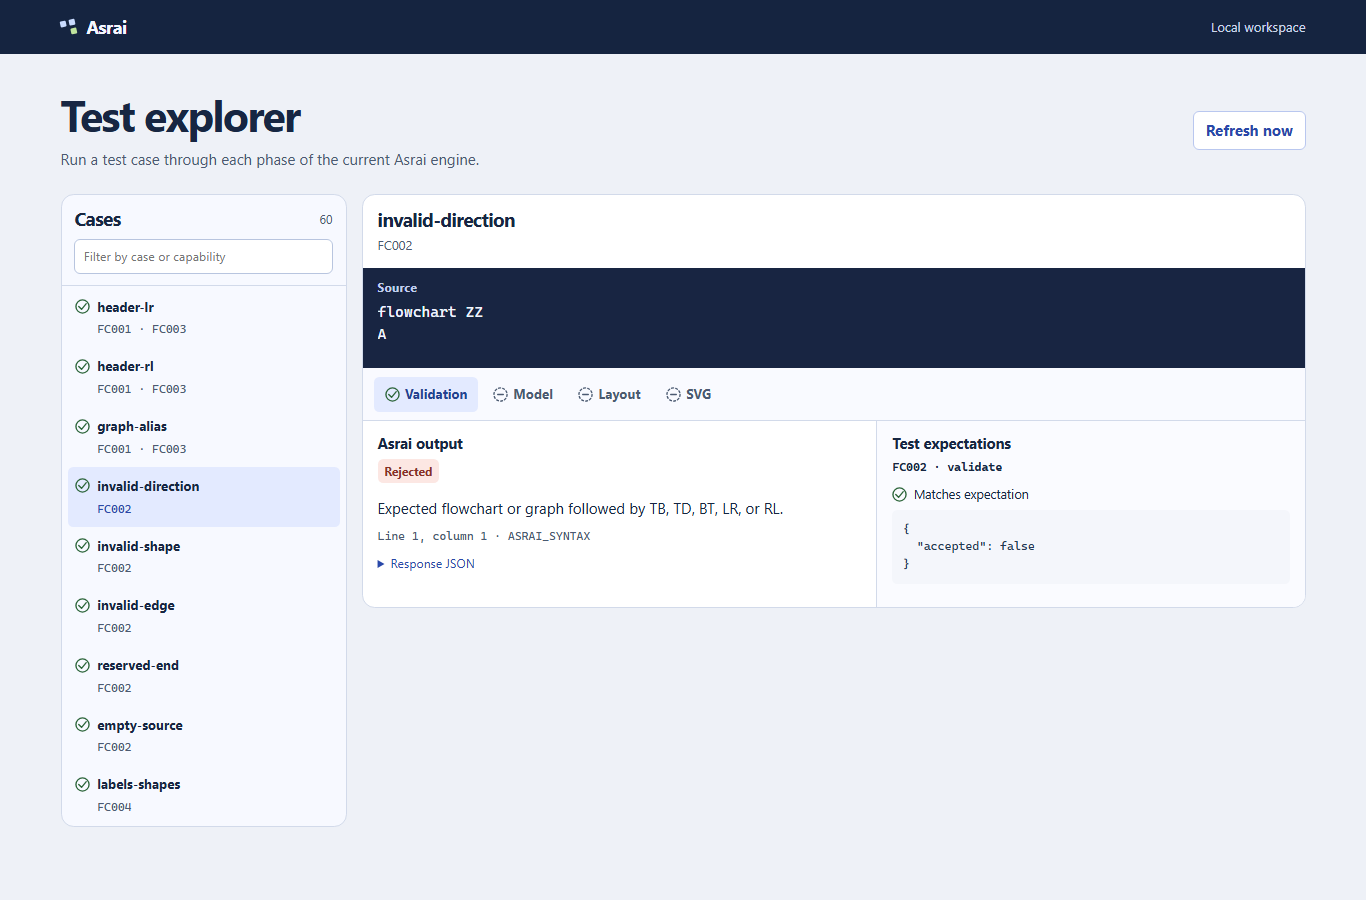 Asrai
Local workspace
Test explorer
Run a test case through each phase of the current Asrai engine.
Refresh now
Cases
60
Filter by case or capability
header-lr
FC001 · FC003
header-rl
FC001 · FC003
graph-alias
FC001 · FC003
invalid-direction
FC002
invalid-shape
FC002
invalid-edge
FC002
reserved-end
FC002
empty-source
FC002
labels-shapes
FC004
invalid-direction
FC002
Source
flowchart ZZ
A
Validation
Model
Layout
SVG
Asrai output
Rejected
Expected flowchart or graph followed by TB, TD, BT, LR, or RL.
Line 1, column 1 · ASRAI_SYNTAX
Response JSON
Test expectations
FC002 · validate
Matches expectation
{
"accepted": false
}